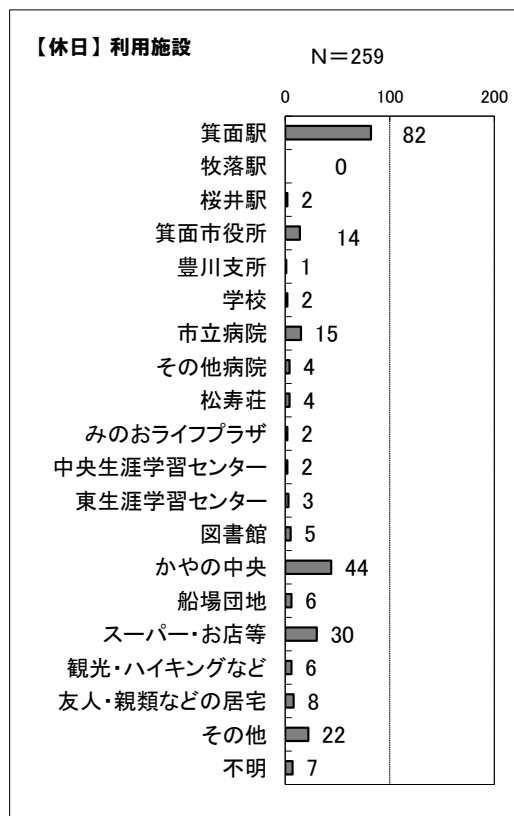 【休日】利用施設
N＝259
0 100 200
箕面駅 82
牧落駅 0
桜井駅 2
箕面市役所 14
豊川支所 1
学校 2
市立病院 15
その他病院 4
松寿荘 4
みのおライフプラザ 2
中央生涯学習センター 2
東生涯学習センター 3
図書館 5
かやの中央 44
船場団地 6
スーパー・お店等 30
観光・ハイキングなど 6
友人・親類などの居宅 8
その他 22
不明 7